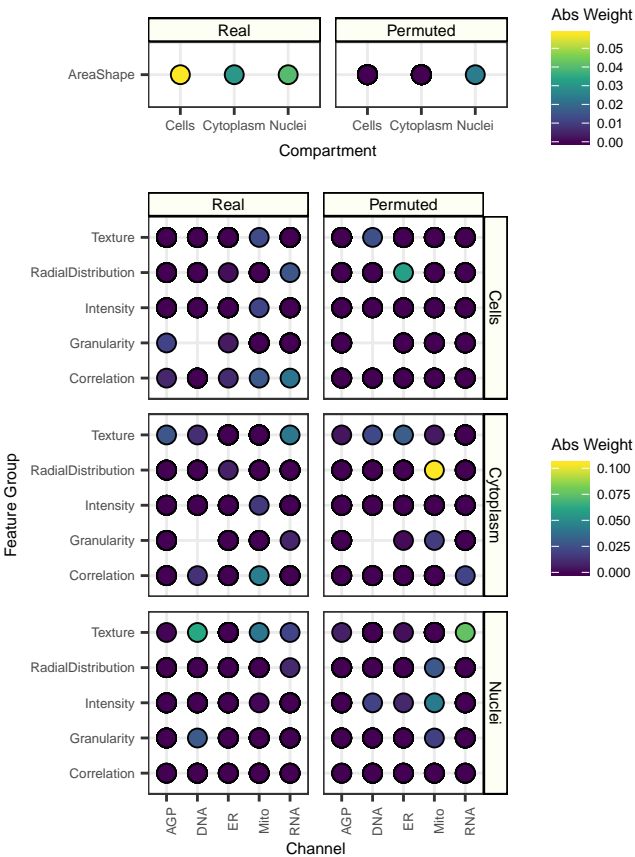 Real Permuted
AreaShape
Cells Cytoplasm Nuclei Cells Cytoplasm Nuclei
Compartment
Abs Weight
0.05
0.04
0.03
0.02
0.01
0.00
Real Permuted
Feature Group
Texture
RadialDistribution
Intensity
Granularity
Correlation
Cells
Texture
RadialDistribution
Intensity
Granularity
Correlation
Cytoplasm
Texture
RadialDistribution
Intensity
Granularity
Correlation
Nuclei
AGP DNA ER Mito RNA AGP DNA ER Mito RNA
Channel
Abs Weight
0.100
0.075
0.050
0.025
0.000